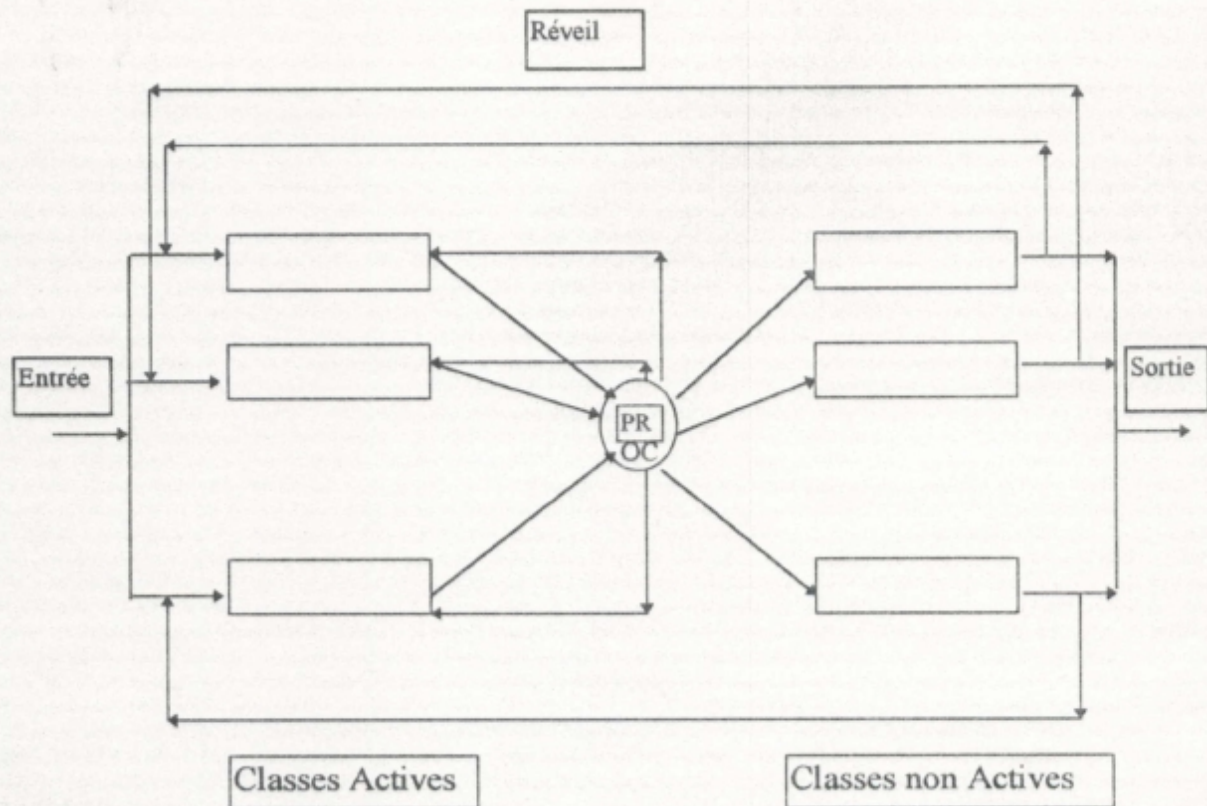 Réveil
Entrée
Sortie
PR
OC
Classes Actives
Classes non Actives